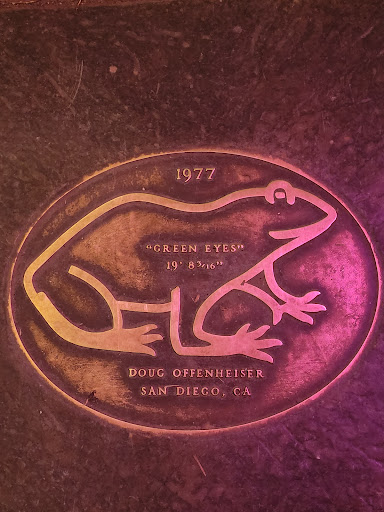 1977
"GREEN EYES"
19' 8 3/16"
DOUG OFFENHEISER
SAN DIEGO, CA